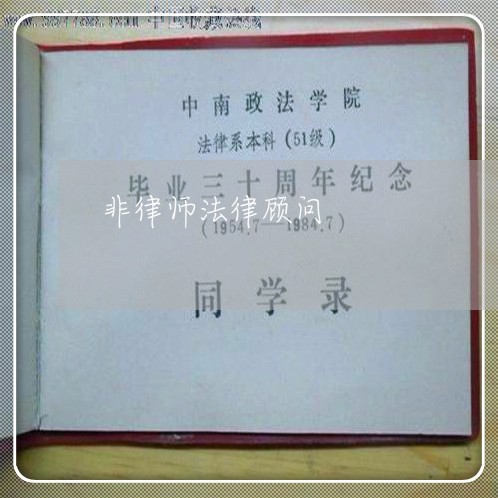 中南政法学院
法律系本科(51级)
毕业三十周年纪念
非律师法律顾问
(1954.7—1984.7)
同学录